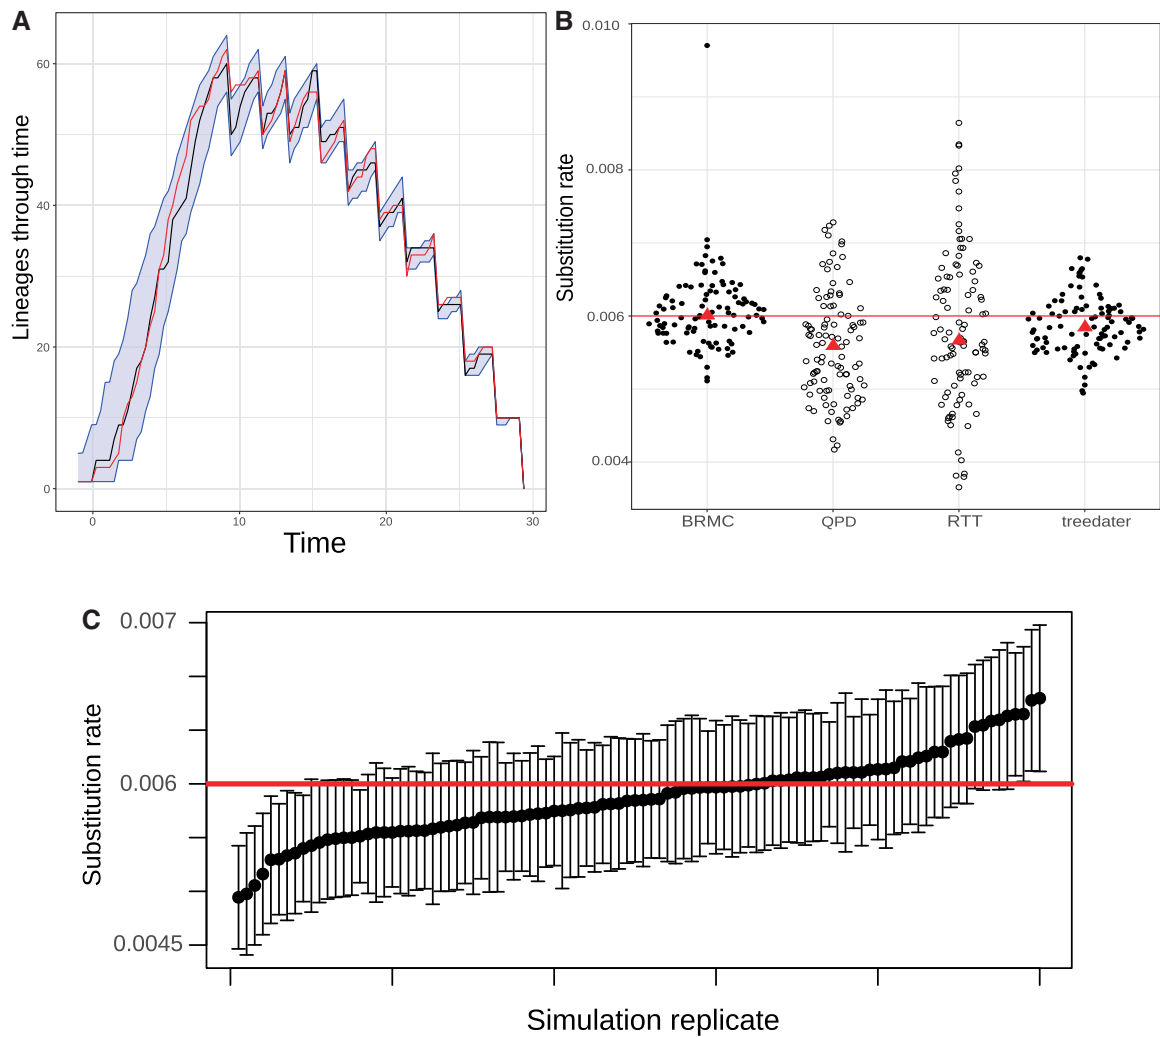 A
Lineages through time
60
40
20
0
0 10 20 30
Time
B
Substitution rate
0.010
0.008
0.006
0.004
BRMC QPD RTT treedater
C
Substitution rate
0.007
0.006
0.0045
Simulation replicate